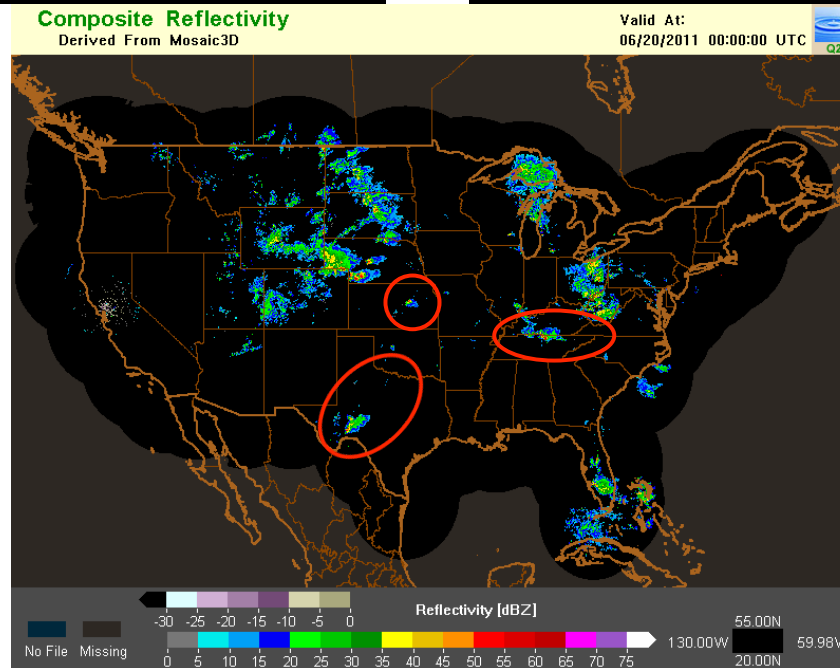 Composite Reflectivity
Derived From Mosaic3D
Valid At:
06/20/2011 00:00:00 UTC
Q2
Reflectivity [dBZ]
-30 -25 -20 -15 -10 -5 0
No File Missing
0 5 10 15 20 25 30 35 40 45 50 55 60 65 70 75
55.00N
130.00W
59.98W
20.00N